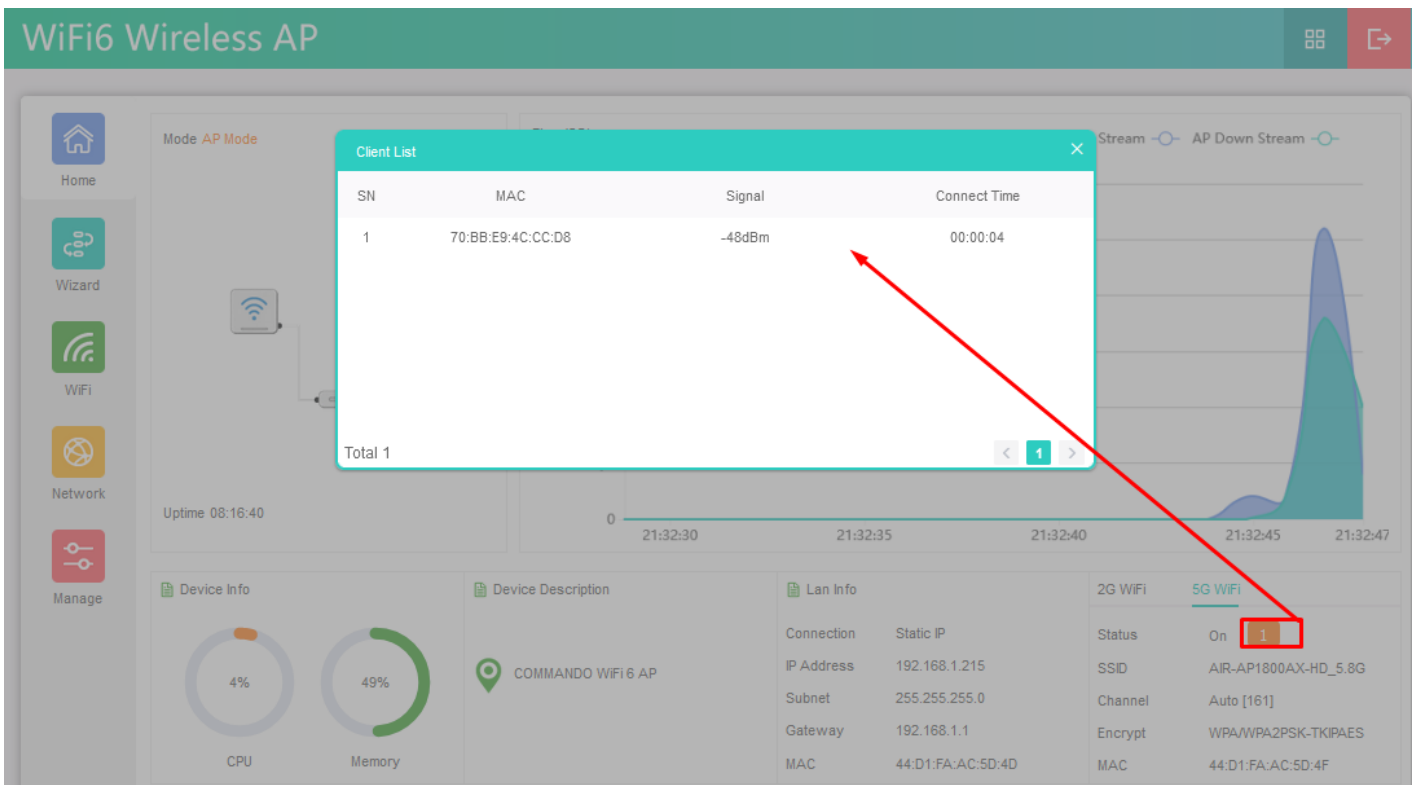 WiFi6 Wireless AP
Home
Wizard
WiFi
Network
Manage
Mode AP Mode
Uptime 08:16:40
Stream AP Down Stream
Client List
SN MAC Signal Connect Time
1 70:BB:E9:4C:CC:D8 -48dBm 00:00:04
Total 1
< 1 >
0
21:32:30 21:32:35 21:32:40 21:32:45 21:32:47
Device Info
4% 49%
CPU Memory
Device Description
COMMANDO WiFi 6 AP
Lan Info
Connection Static IP
IP Address 192.168.1.215
Subnet 255.255.255.0
Gateway 192.168.1.1
MAC 44:D1:FA:AC:5D:4D
2G WiFi 5G WiFi
Status On 1
SSID AIR-AP1800AX-HD_5.8G
Channel Auto [161]
Encrypt WPA/WPA2PSK-TKIPAES
MAC 44:D1:FA:AC:5D:4F